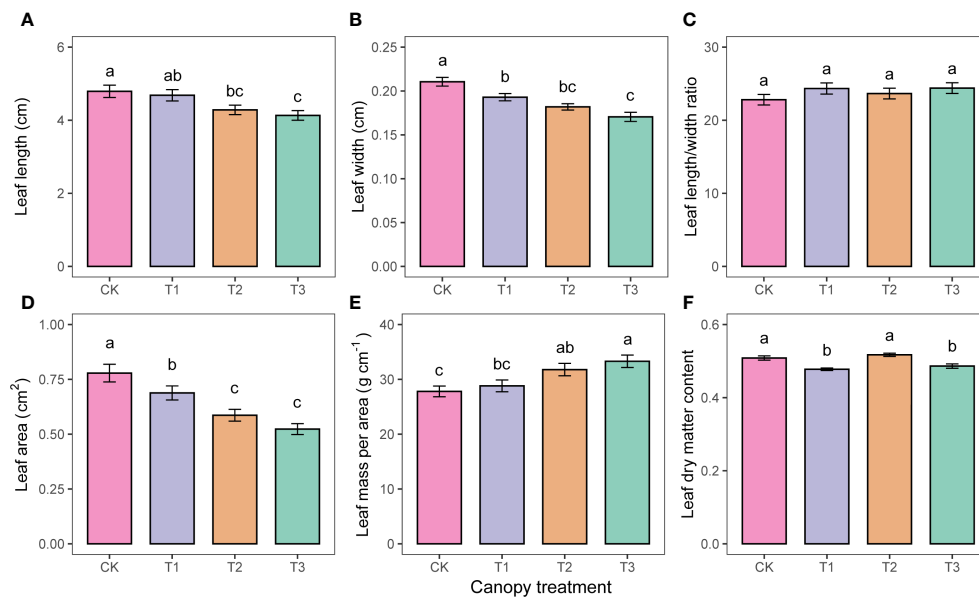 A
Leaf length (cm)
6
4
2
0
a
ab
bc
c
CK
T1
T2
T3
B
Leaf width (cm)
0.25
0.20
0.15
0.10
0.05
0.00
a
b
bc
c
CK
T1
T2
T3
C
Leaf length/width ratio
30
20
10
0
a
a
a
a
CK
T1
T2
T3
D
Leaf area (cm²)
1.00
0.75
0.50
0.25
0.00
a
b
c
c
CK
T1
T2
T3
E
Leaf mass per area (g cm⁻¹)
40
30
20
10
0
c
bc
ab
a
CK
T1
T2
T3
Canopy treatment
F
Leaf dry matter content
0.6
0.4
0.2
0.0
a
b
a
b
CK
T1
T2
T3